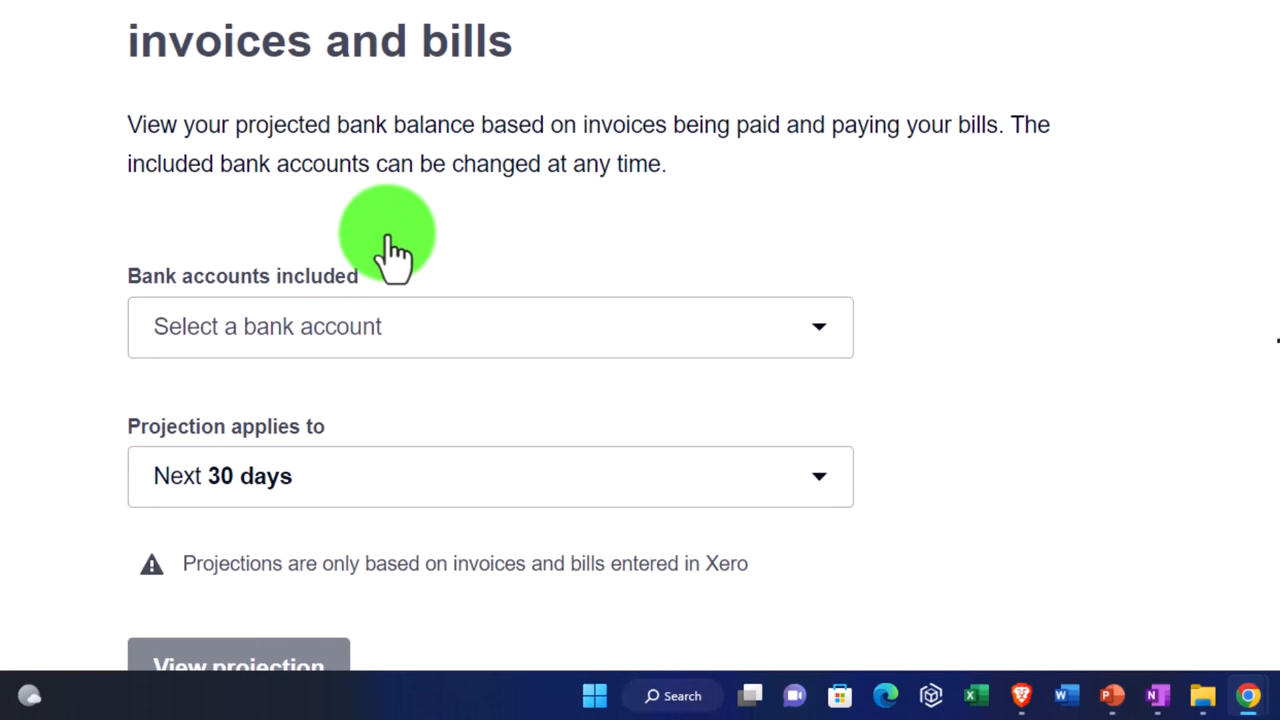 invoices and bills
View your projected bank balance based on invoices being paid and paying your bills. The
included bank accounts can be changed at any time.
Bank accounts included
Select a bank account
Projection applies to
Next 30 days
Projections are only based on invoices and bills entered in Xero
View projection
Search